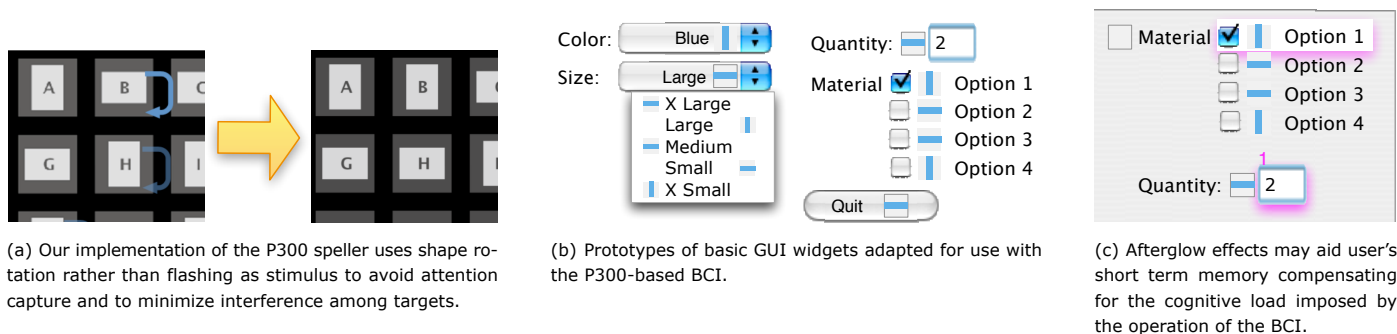 A B C
G H I
A B
G H
Color: Blue
Size: Large
X Large
Large
Medium
Small
X Small
Quantity: 2
Material Option 1
Option 2
Option 3
Option 4
Quit
Material Option 1
Option 2
Option 3
Option 4
1
Quantity: 2
(a) Our implementation of the P300 speller uses shape ro-
tation rather than flashing as stimulus to avoid attention
capture and to minimize interference among targets.
(b) Prototypes of basic GUI widgets adapted for use with
the P300-based BCI.
(c) Afterglow effects may aid user’s
short term memory compensating
for the cognitive load imposed by
the operation of the BCI.